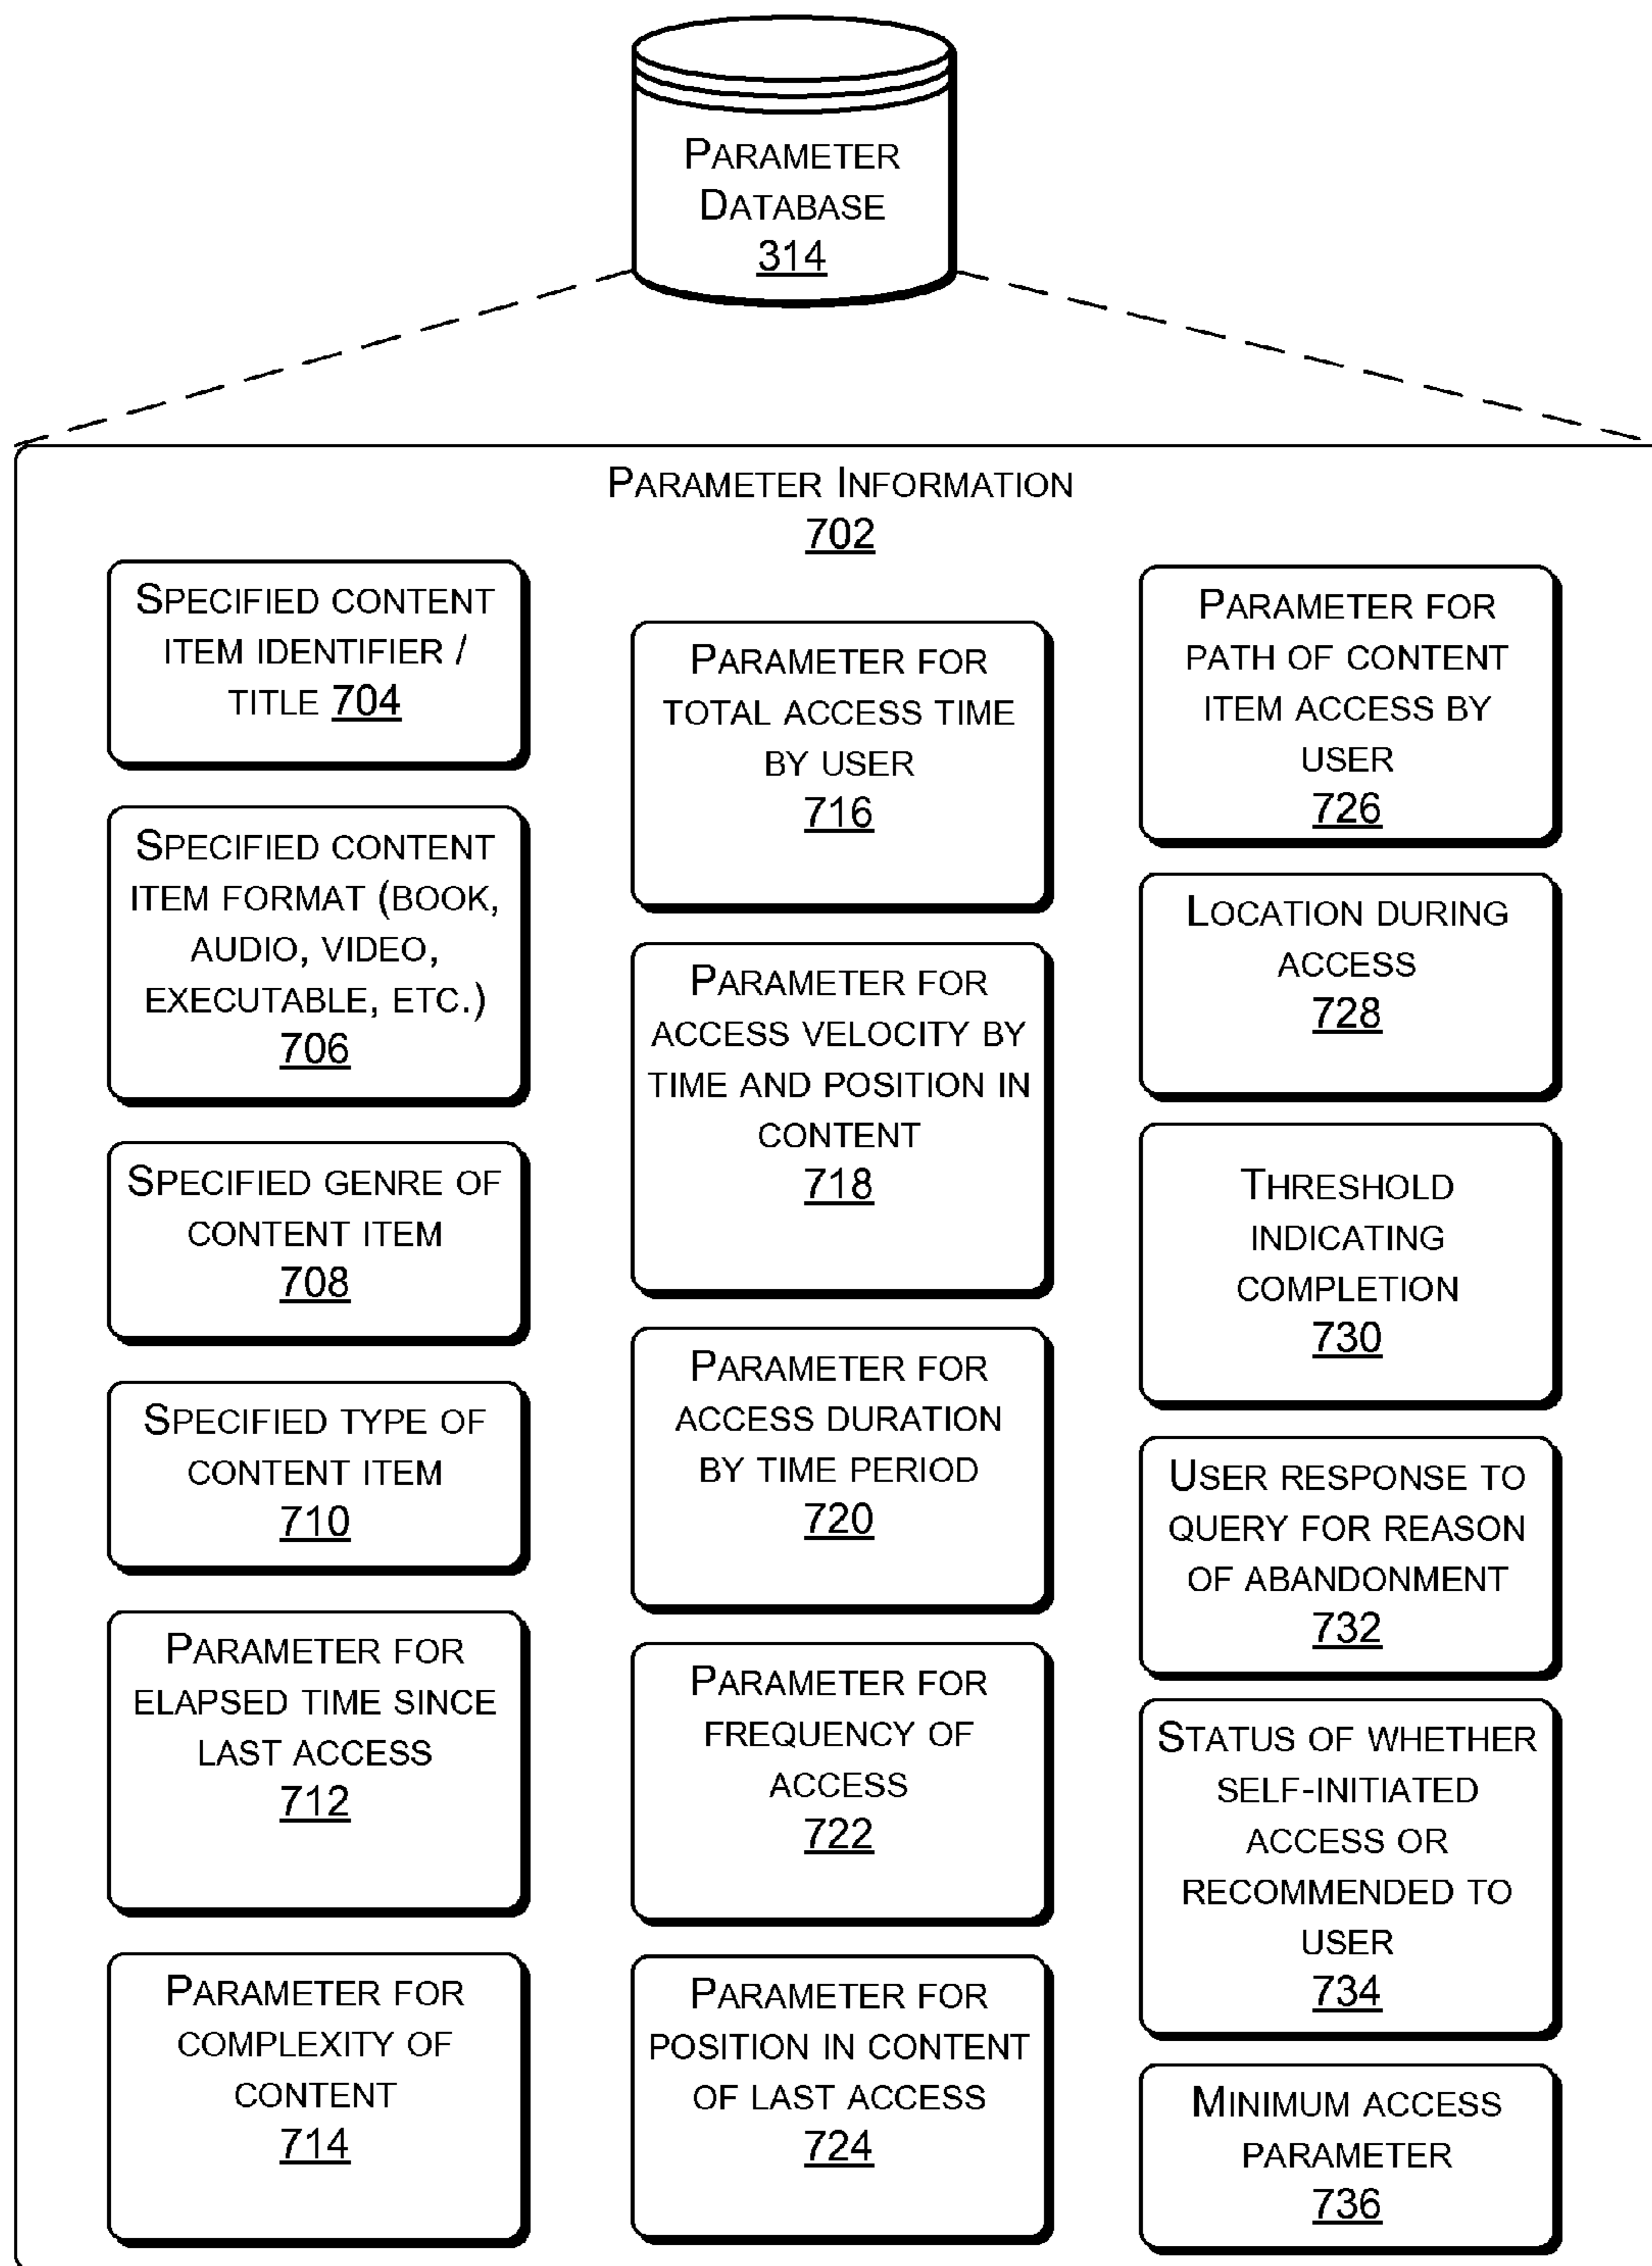 PARAMETER
DATABASE
314
PARAMETER INFORMATION
702
SPECIFIED CONTENT
ITEM IDENTIFIER /
TITLE 704
SPECIFIED CONTENT
ITEM FORMAT (BOOK,
AUDIO, VIDEO,
EXECUTABLE, ETC.)
706
SPECIFIED GENRE OF
CONTENT ITEM
708
SPECIFIED TYPE OF
CONTENT ITEM
710
PARAMETER FOR
ELAPSED TIME SINCE
LAST ACCESS
712
PARAMETER FOR
COMPLEXITY OF
CONTENT
714
PARAMETER FOR
TOTAL ACCESS TIME
BY USER
716
PARAMETER FOR
ACCESS VELOCITY BY
TIME AND POSITION IN
CONTENT
718
PARAMETER FOR
ACCESS DURATION
BY TIME PERIOD
720
PARAMETER FOR
FREQUENCY OF
ACCESS
722
PARAMETER FOR
POSITION IN CONTENT
OF LAST ACCESS
724
PARAMETER FOR
PATH OF CONTENT
ITEM ACCESS BY
USER
726
LOCATION DURING
ACCESS
728
THRESHOLD
INDICATING
COMPLETION
730
USER RESPONSE TO
QUERY FOR REASON
OF ABANDONMENT
732
STATUS OF WHETHER
SELF-INITIATED
ACCESS OR
RECOMMENDED TO
USER
734
MINIMUM ACCESS
PARAMETER
736